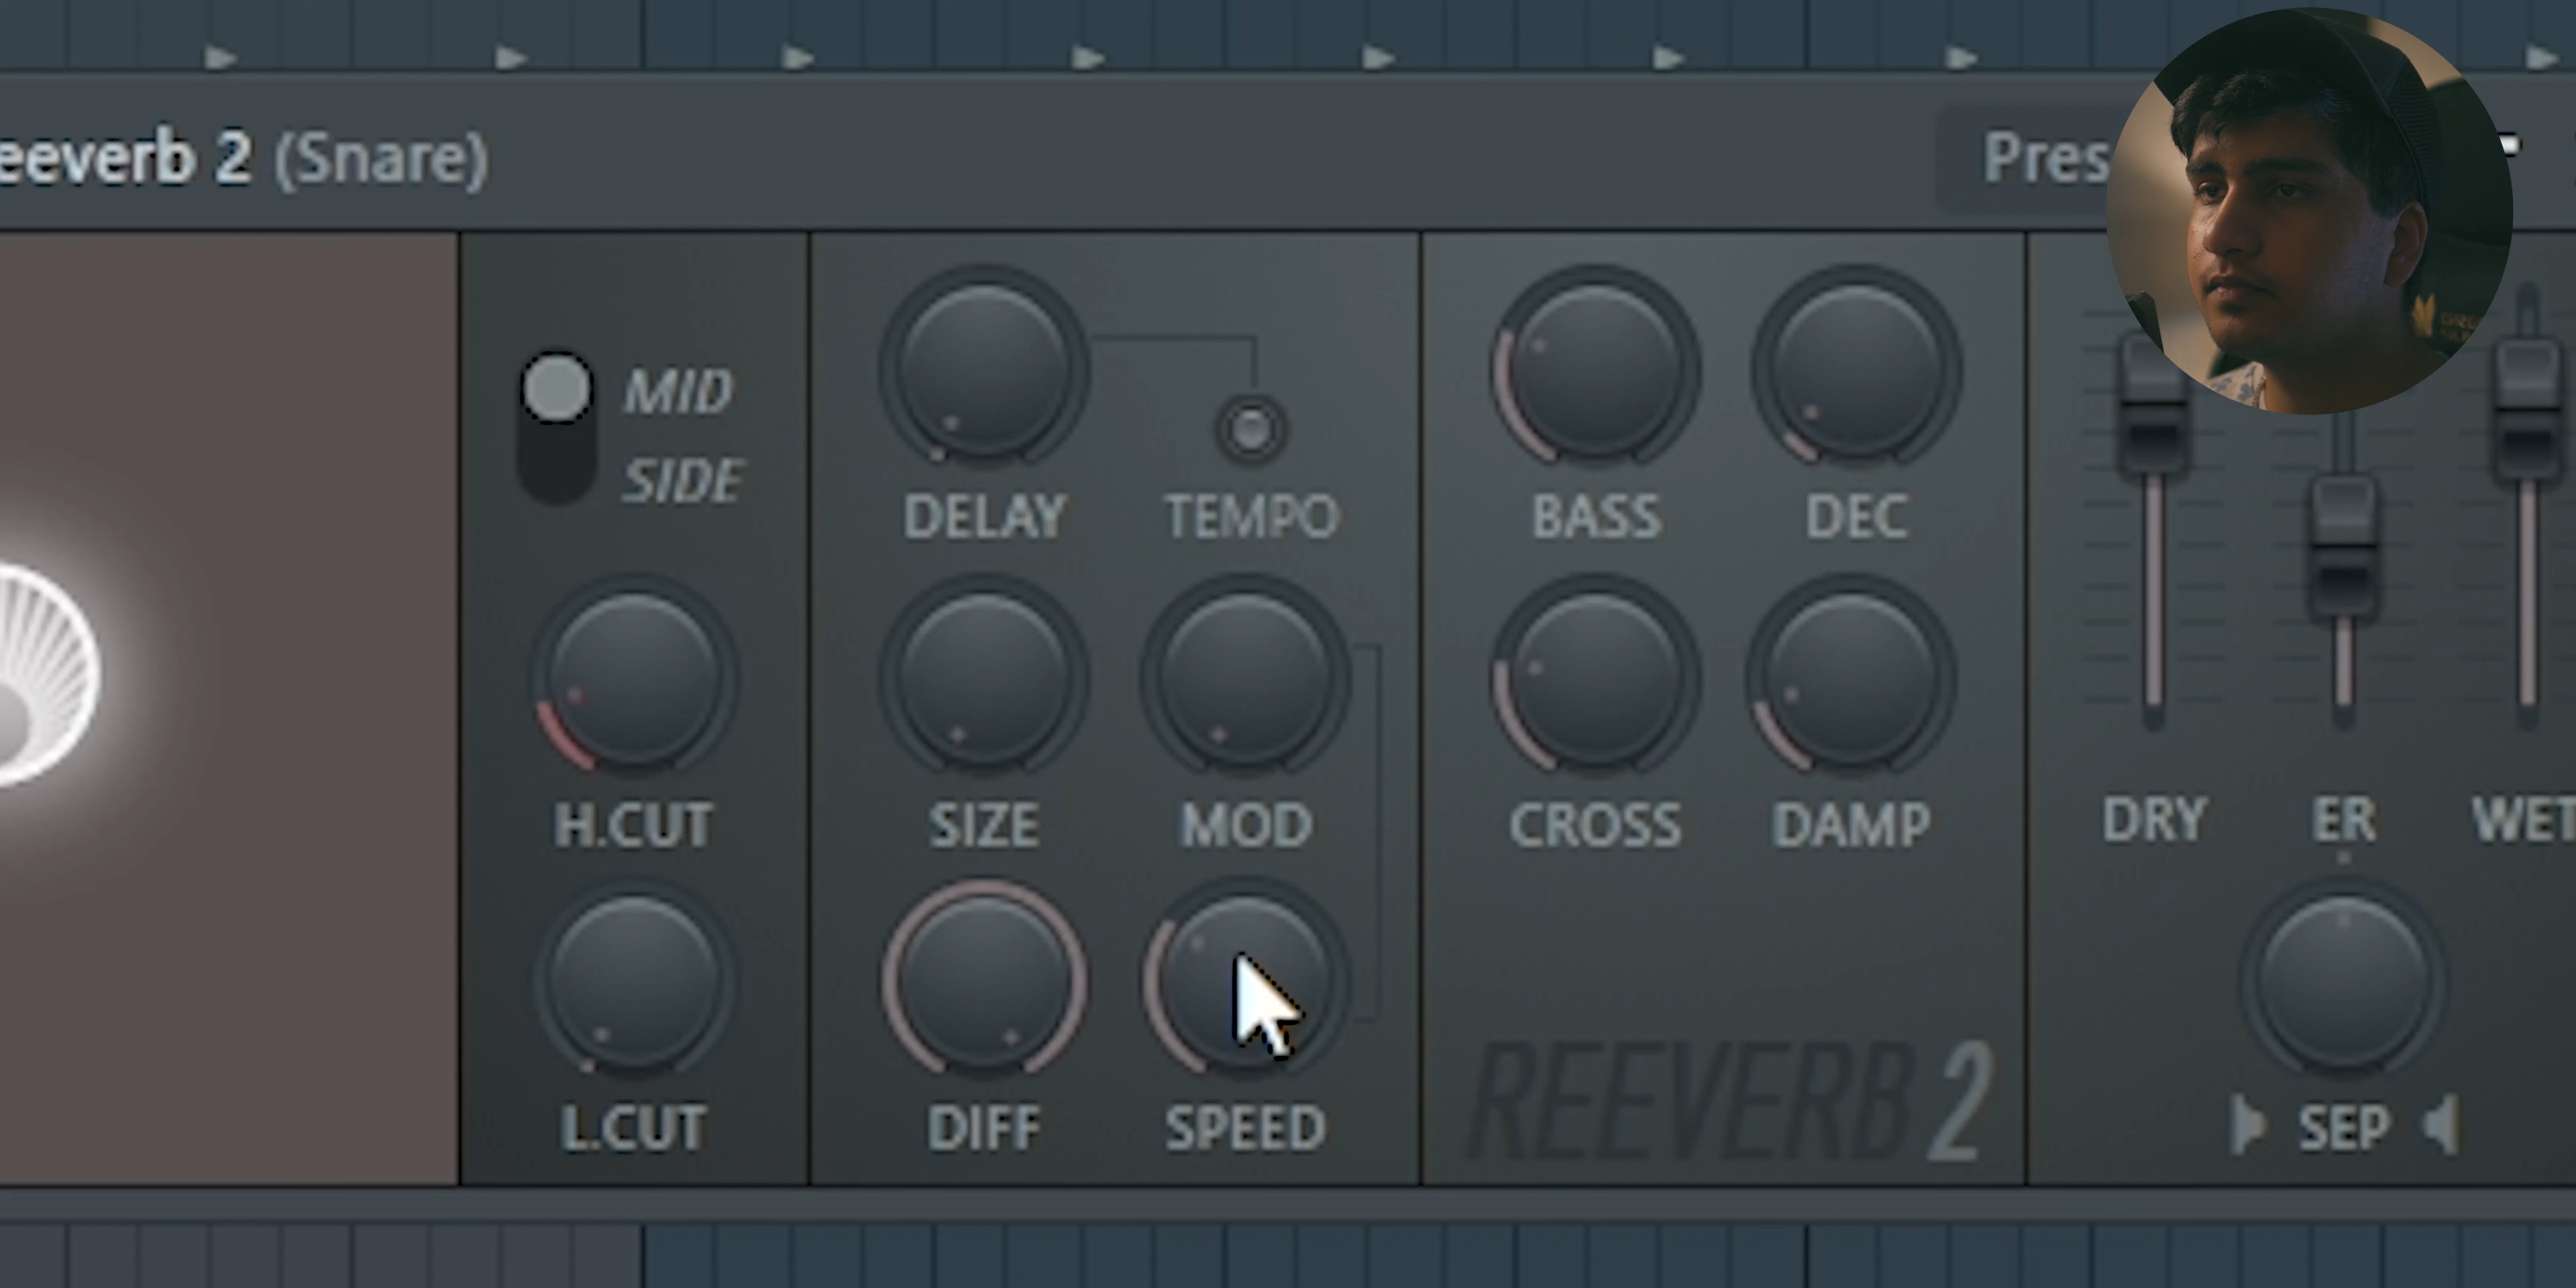 eeverb 2 (Snare)
Pres
MID
SIDE
DELAY TEMPO
BASS DEC
H.CUT SIZE MOD CROSS DAMP
DRY ER WET
L.CUT DIFF SPEED
REEVERB 2
SEP